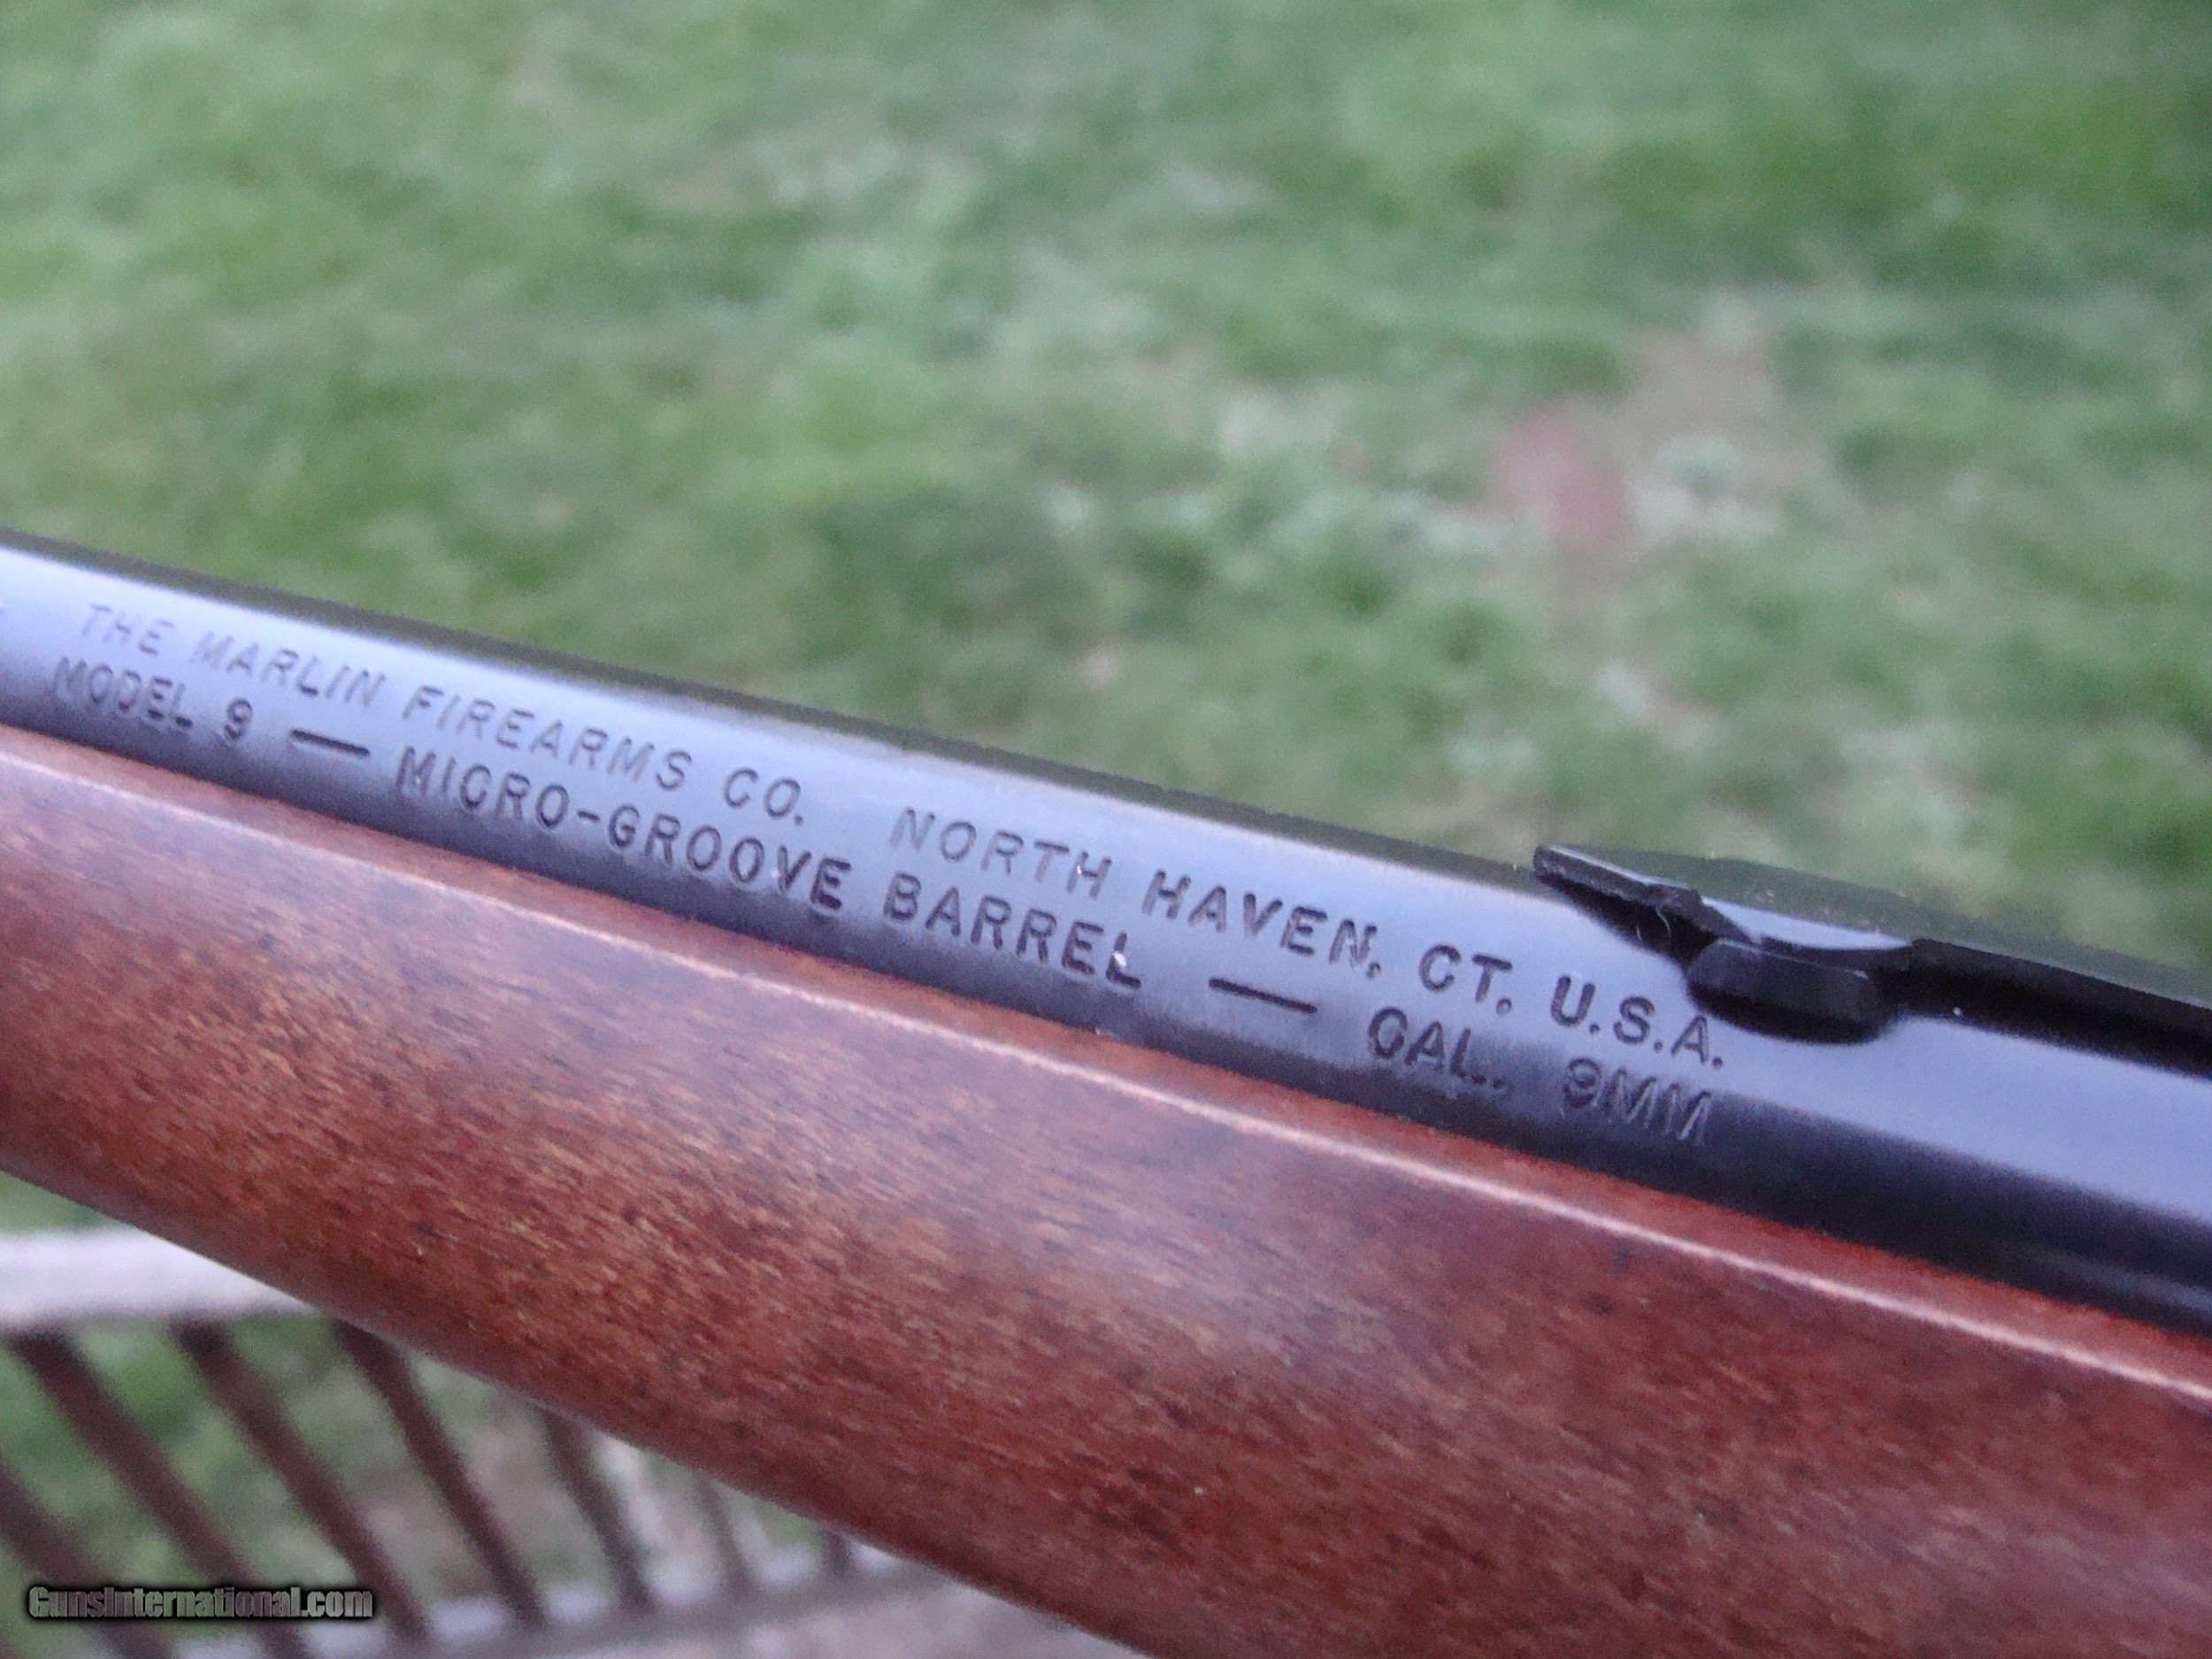 THE MARLIN FIREARMS CO. NORTH HAVEN, CT. U.S.A.
MODEL 9 — MICRO-GROOVE BARREL — CAL. 9MM
GunsInternational.com